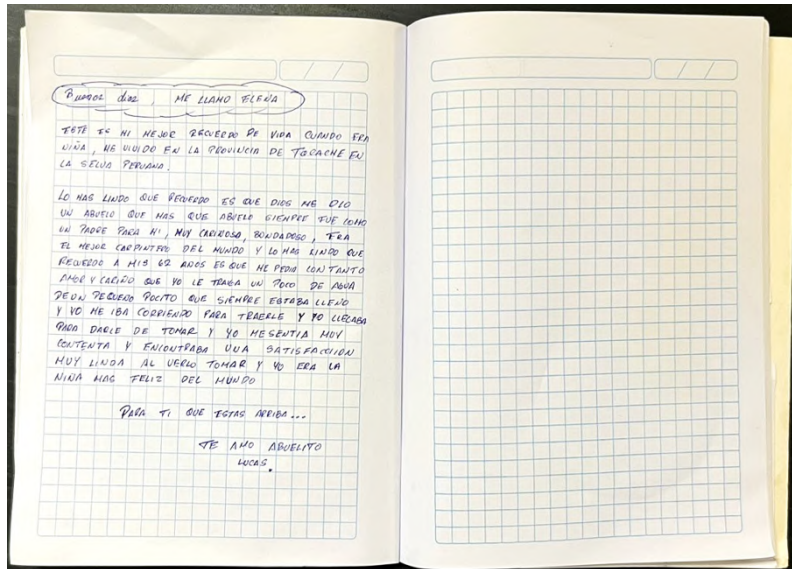 Buenos dias, ME LLAMO ELENA
ESTE ES MI MEJOR RECUERDO DE VIDA CUANDO ERA
NIÑA, HE VIVIDO EN LA PROVINCIA DE TOCACHE EN
LA SELVA PERUANA.
LO MAS LINDO QUE RECUERDO ES QUE DIOS ME DIO
UN ABUELO QUE MAS QUE ABUELO SIEMPRE FUE COMO
UN PADRE PARA MI, MUY CARIÑOSO, BONDADOSO, ERA
EL MEJOR CARPINTERO DEL MUNDO Y LO MAS LINDO QUE
RECUERDO A MIS 62 AÑOS ES QUE ME PEDIA CON TANTO
AMOR Y CARIÑO QUE YO LE TRAIGA UN POCO DE AGUA
DE UN PEQUEÑO POCITO QUE SIEMPRE ESTABA LLENO
Y YO ME IBA CORRIENDO PARA TRAERLE Y YO LLEGABA
PARA DARLE DE TOMAR Y YO ME SENTIA MUY
CONTENTA Y ENCONTRABA UNA SATISFACCION
MUY LINDA AL VERLO TOMAR Y YO ERA LA
NIÑA MAS FELIZ DEL MUNDO
PARA TI QUE ESTAS ARRIBA...
TE AMO ABUELITO
LUCAS.